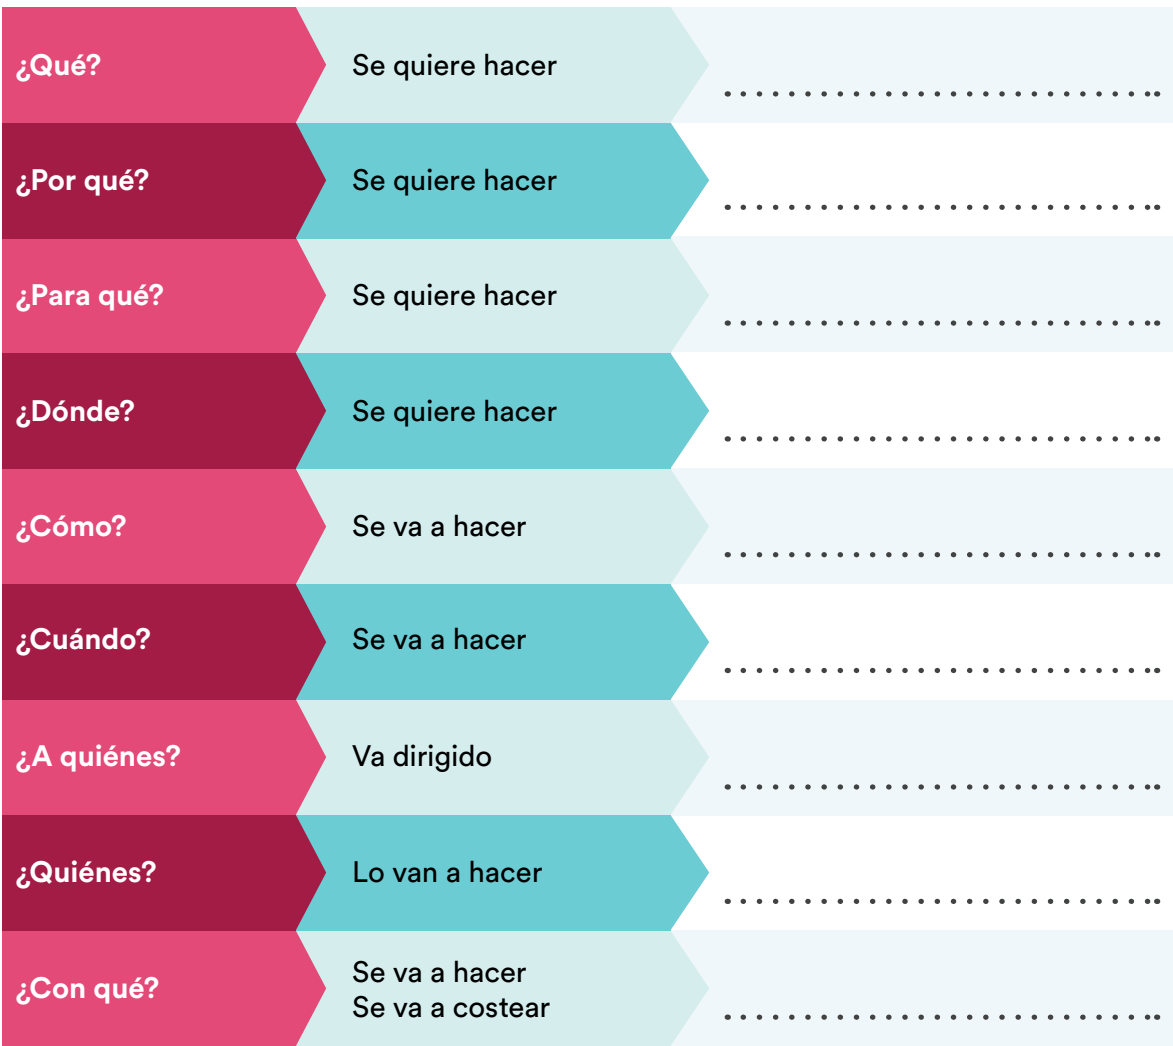 ¿Qué? Se quiere hacer
¿Por qué? Se quiere hacer
¿Para qué? Se quiere hacer
¿Dónde? Se quiere hacer
¿Cómo? Se va a hacer
¿Cuándo? Se va a hacer
¿A quiénes? Va dirigido
¿Quiénes? Lo van a hacer
¿Con qué? Se va a hacer
Se va a costear